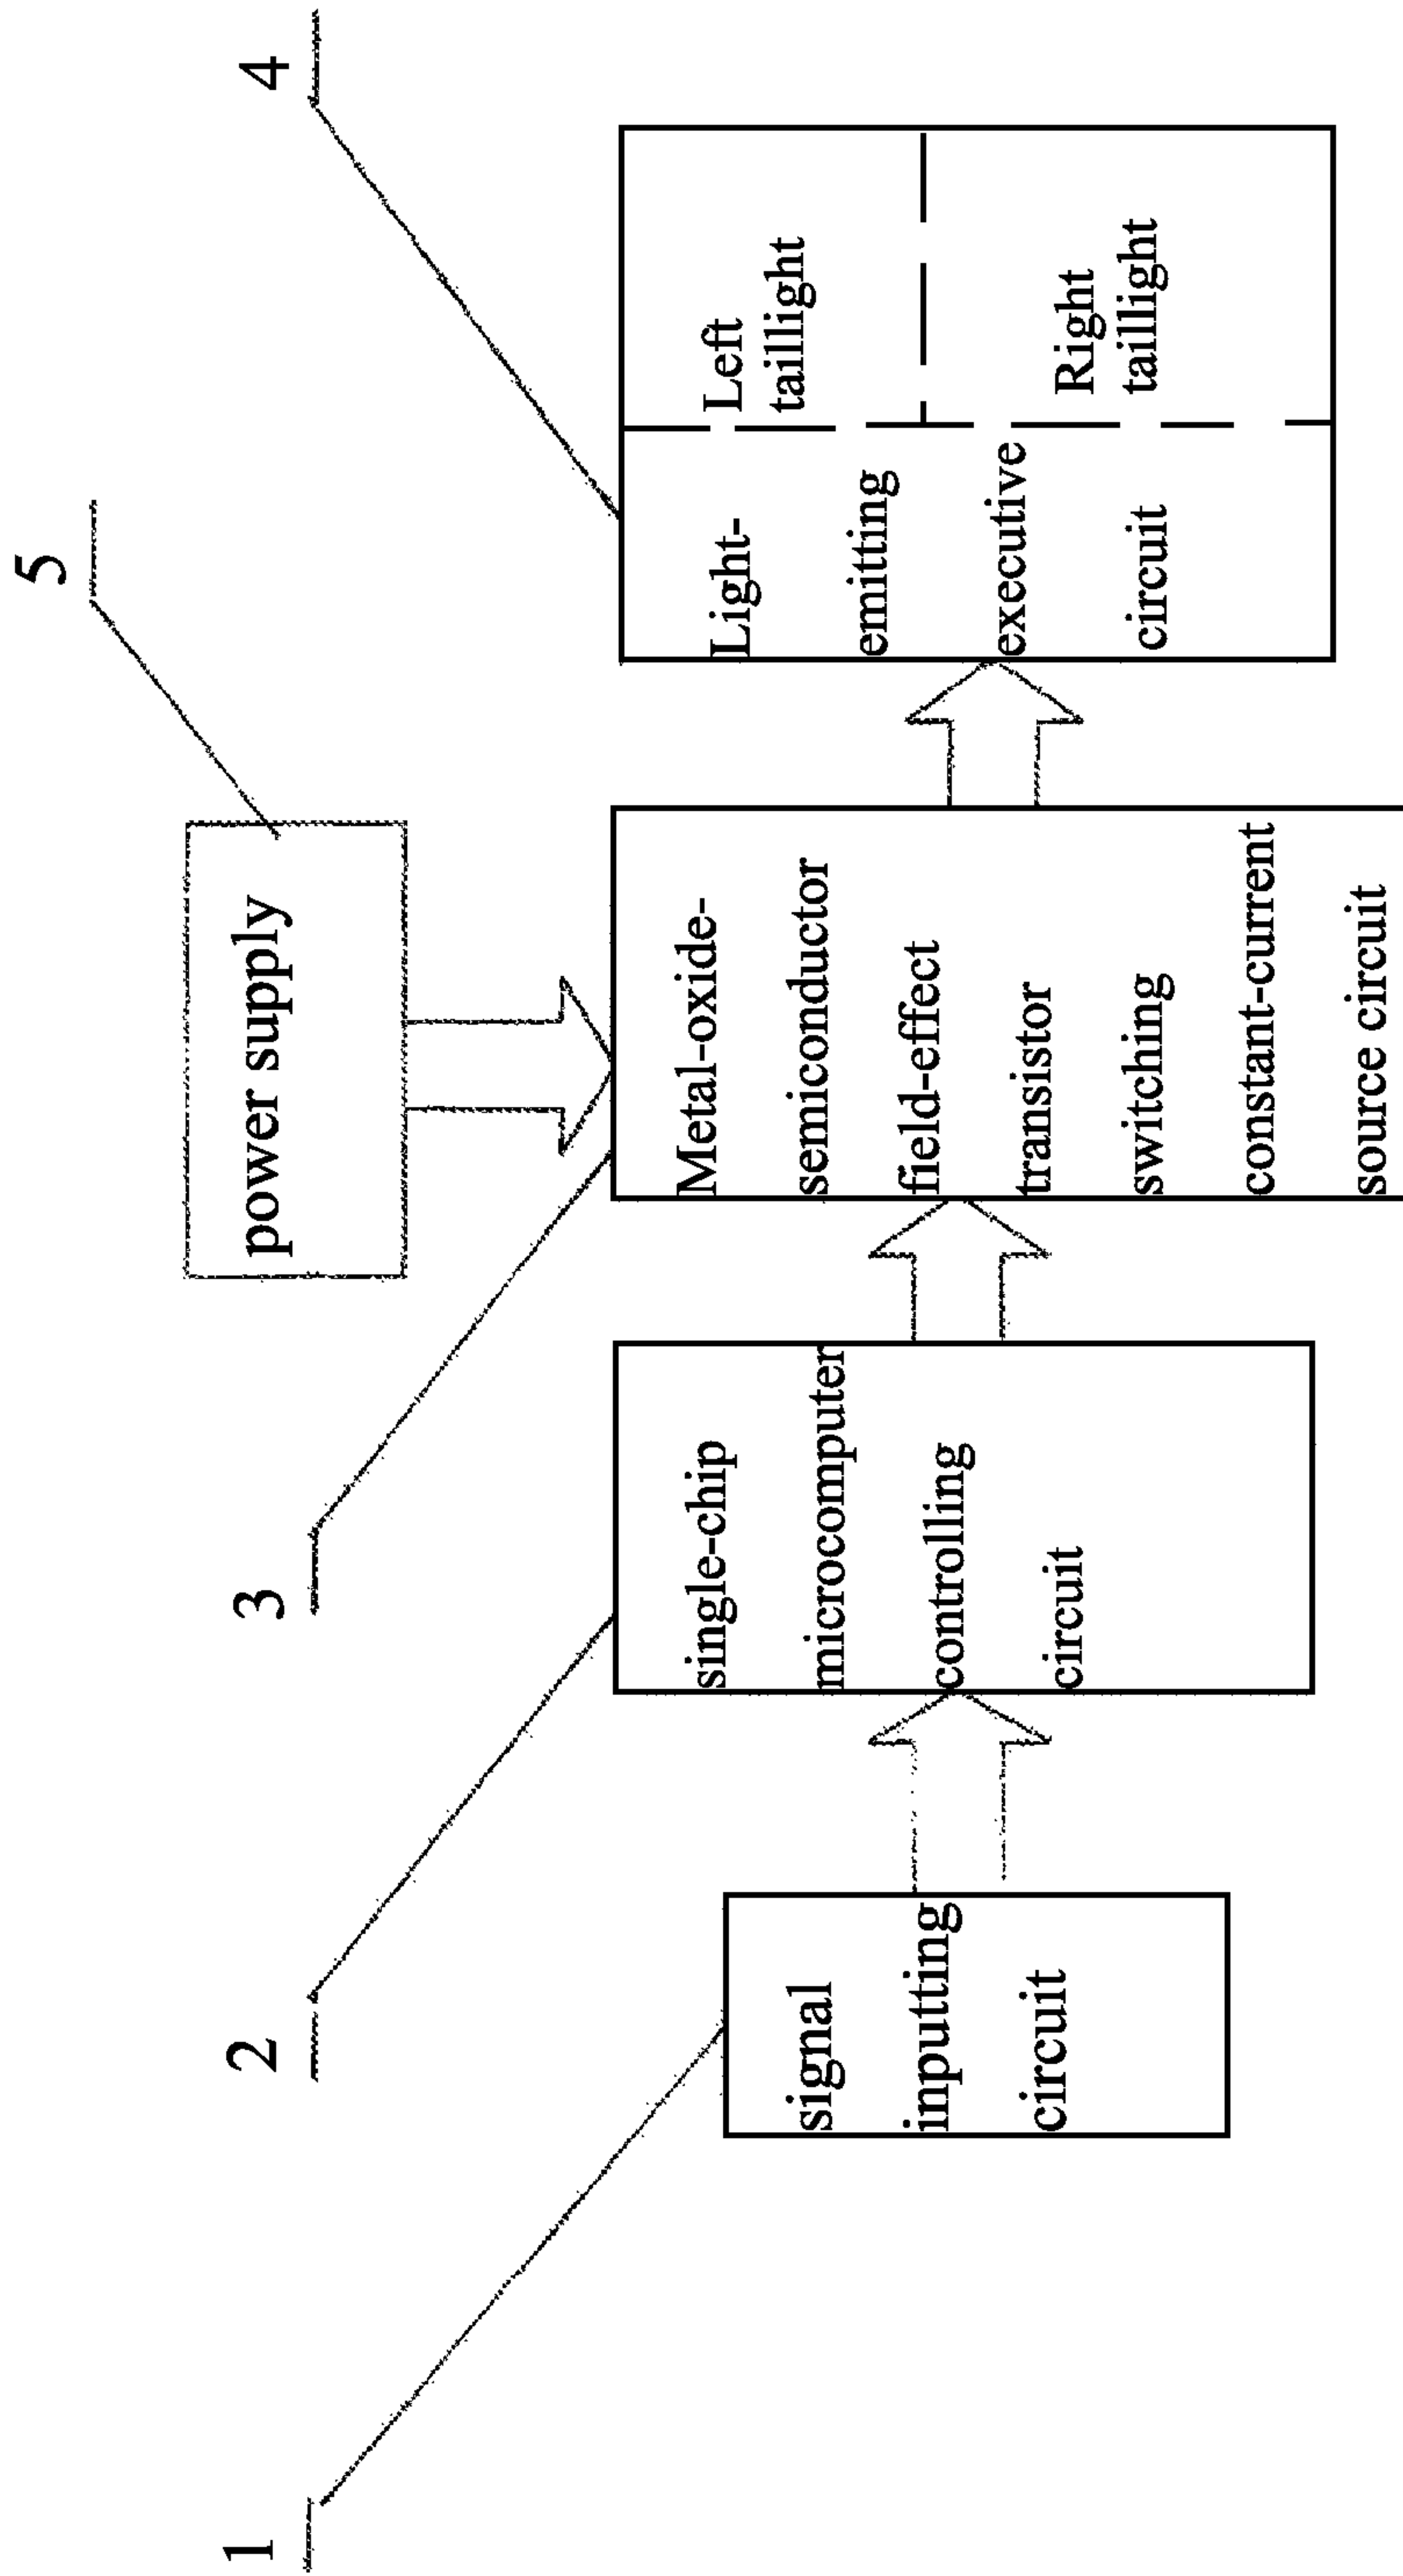 5
4
3
2
1
power supply
signal
inputting
circuit
single-chip
microcomputer
controlling
circuit
Metal-oxide-
semiconductor
field-effect
transistor
switching
constant-current
source circuit
Light-
emitting
executive
circuit
Left
taillight
Right
taillight